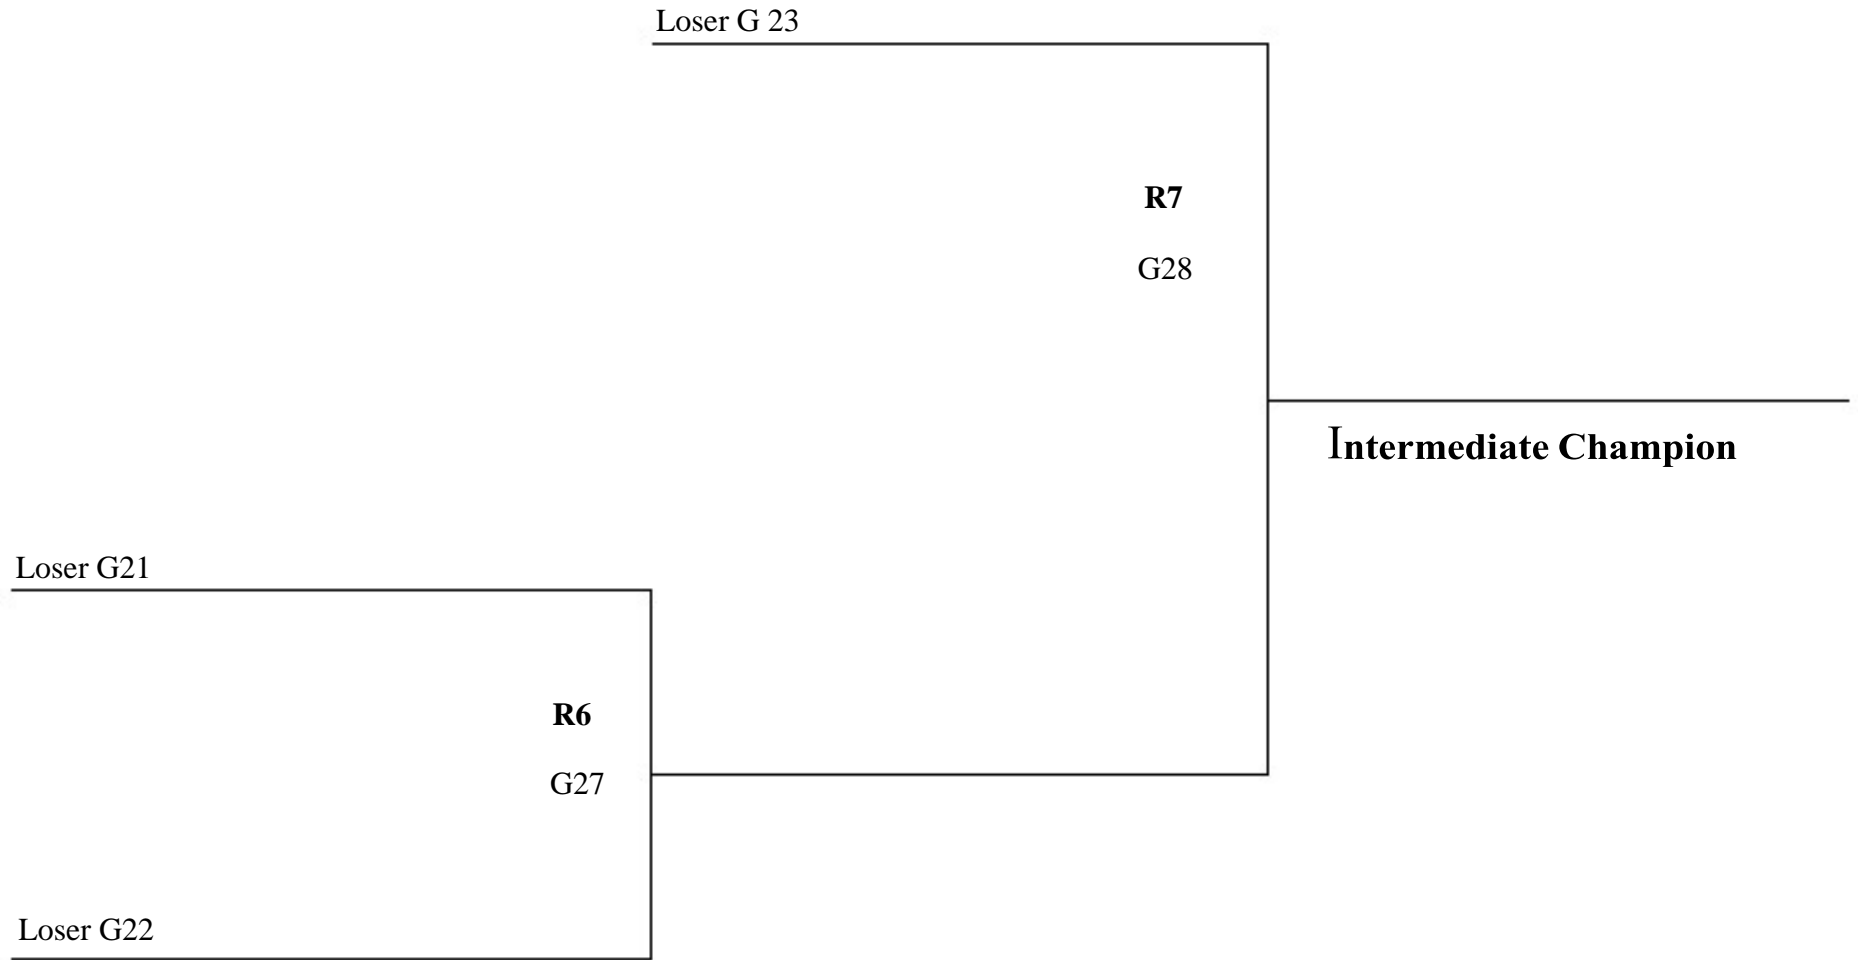 Loser G 23
R7
G28
Intermediate Champion
Loser G21
R6
G27
Loser G22